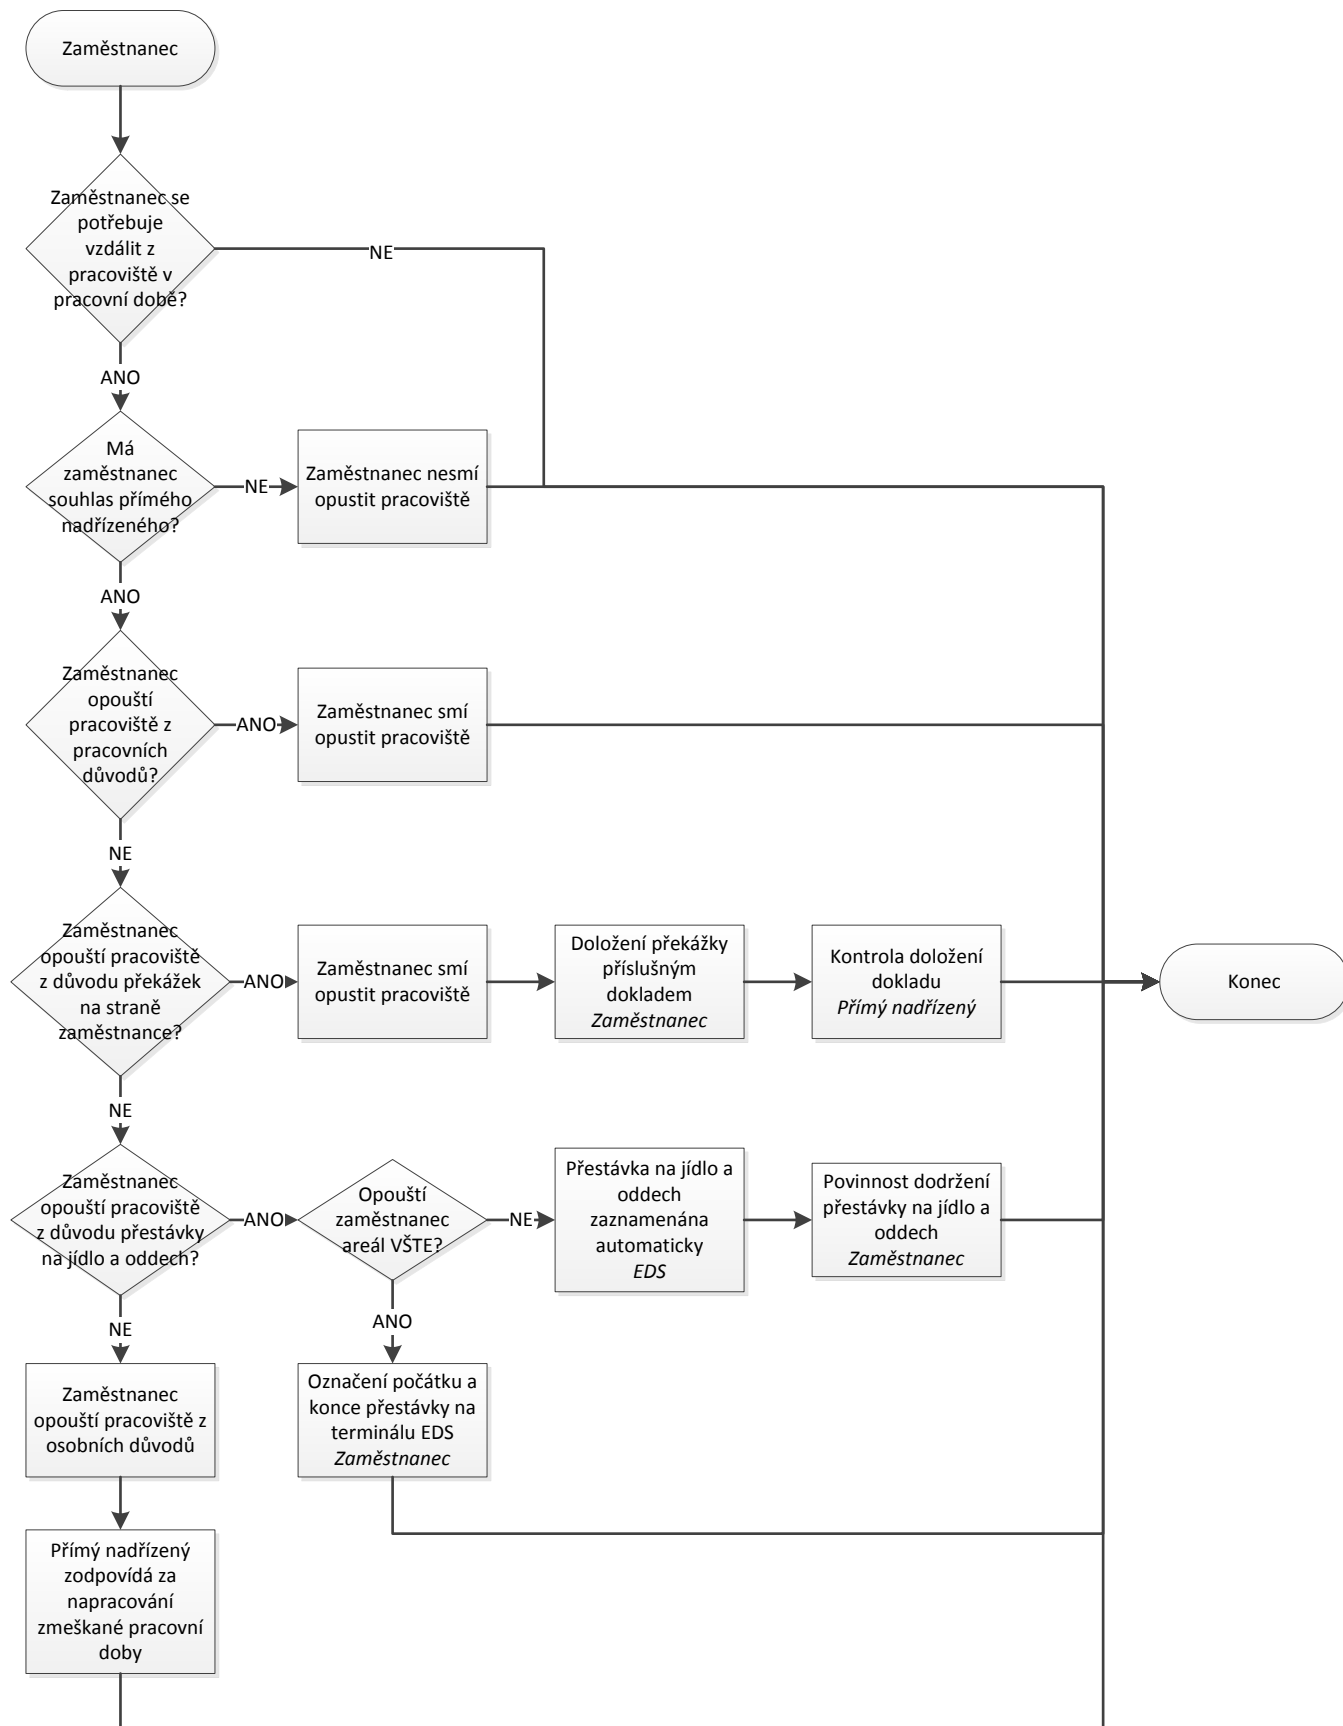 Zaměstnanec
Zaměstnanec se
potřebuje
vzdálit z
pracoviště v
pracovní době?
NE
ANO
Má
zaměstnanec
souhlas přímého
nadřízeného?
NE
Zaměstnanec nesmí
opustit pracoviště
ANO
Zaměstnanec
opouští
pracoviště z
pracovních
důvodů?
ANO
Zaměstnanec smí
opustit pracoviště
NE
Zaměstnanec
opouští pracoviště
z důvodu překážek
na straně
zaměstnance?
ANO
Zaměstnanec smí
opustit pracoviště
Doložení překážky
příslušným
dokladem
Zaměstnanec
Kontrola doložení
dokladu
Přímý nadřízený
Konec
NE
Zaměstnanec
opouští pracoviště
z důvodu přestávky
na jídlo a oddech?
ANO
Opouští
zaměstnanec
areál VŠTE?
NE
Přestávka na jídlo a
oddech
zaznamenána
automaticky
EDS
Povinnost dodržení
přestávky na jídlo a
oddech
Zaměstnanec
NE
ANO
Zaměstnanec
opouští pracoviště z
osobních důvodů
Označení počátku a
konce přestávky na
terminálu EDS
Zaměstnanec
Přímý nadřízený
zodpovídá za
napracování
zmeškané pracovní
doby